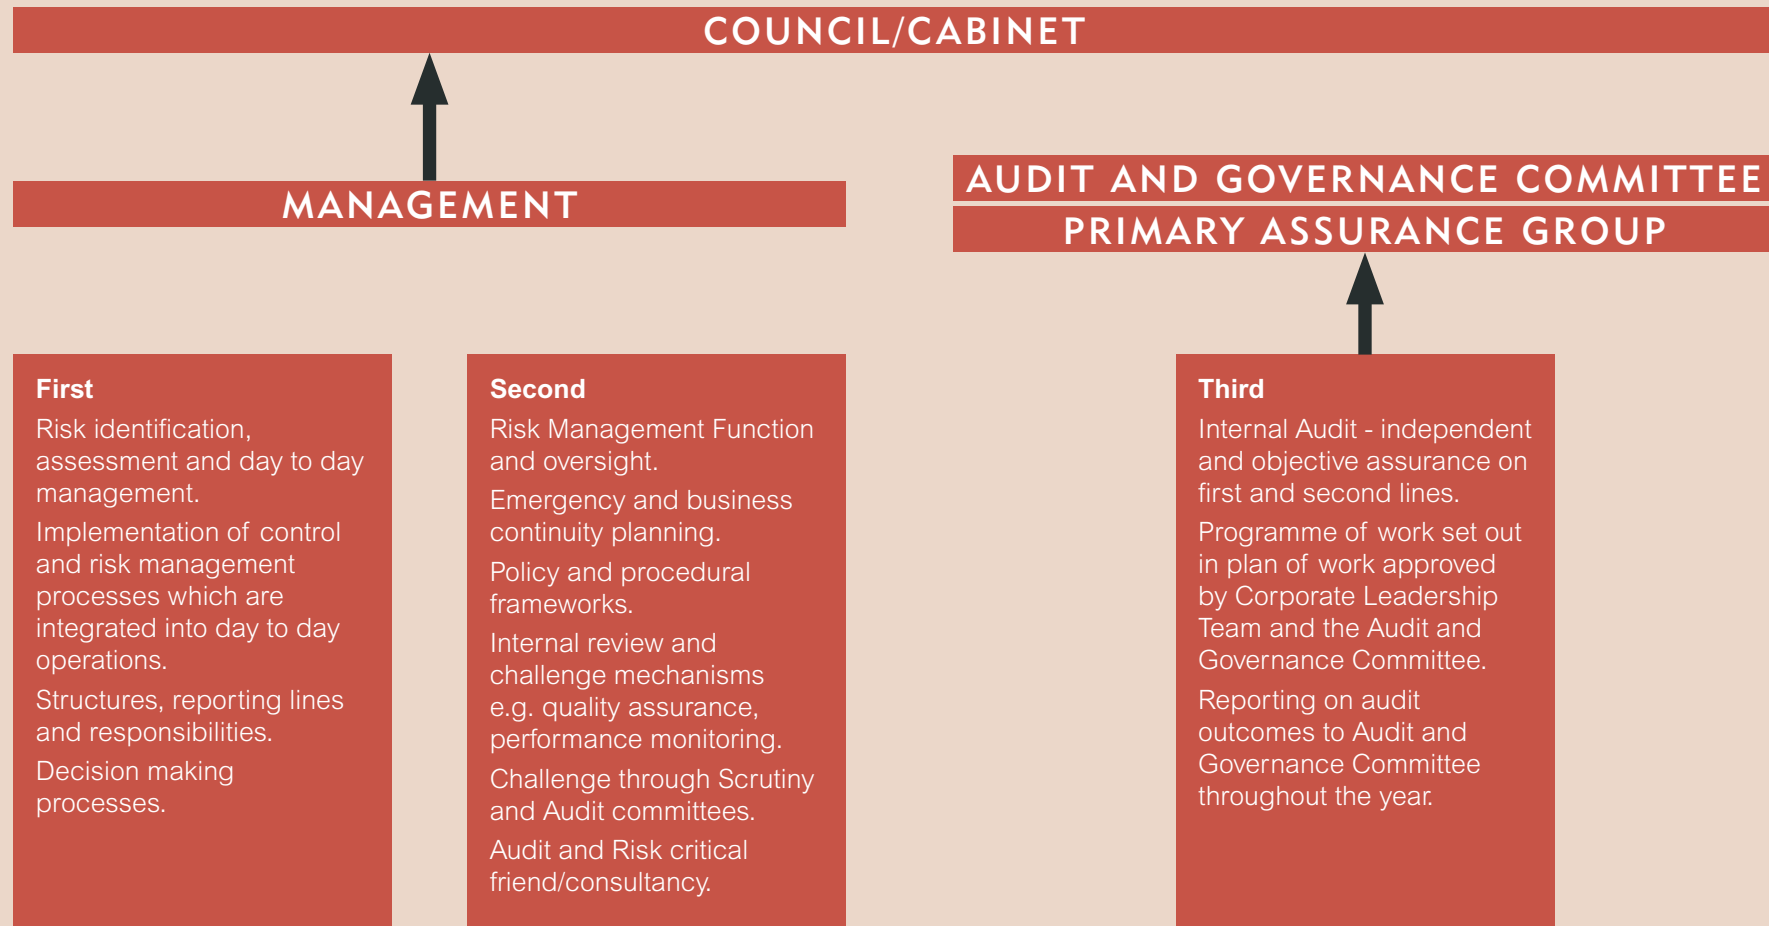 COUNCIL/CABINET
MANAGEMENT
AUDIT AND GOVERNANCE COMMITTEE
PRIMARY ASSURANCE GROUP
First
Risk identification,
assessment and day to day
management.
Implementation of control
and risk management
processes which are
integrated into day to day
operations.
Structures, reporting lines
and responsibilities.
Decision making
processes.
Second
Risk Management Function
and oversight.
Emergency and business
continuity planning.
Policy and procedural
frameworks.
Internal review and
challenge mechanisms
e.g. quality assurance,
performance monitoring.
Challenge through Scrutiny
and Audit committees.
Audit and Risk critical
friend/consultancy.
Third
Internal Audit - independent
and objective assurance on
first and second lines.
Programme of work set out
in plan of work approved
by Corporate Leadership
Team and the Audit and
Governance Committee.
Reporting on audit
outcomes to Audit and
Governance Committee
throughout the year.